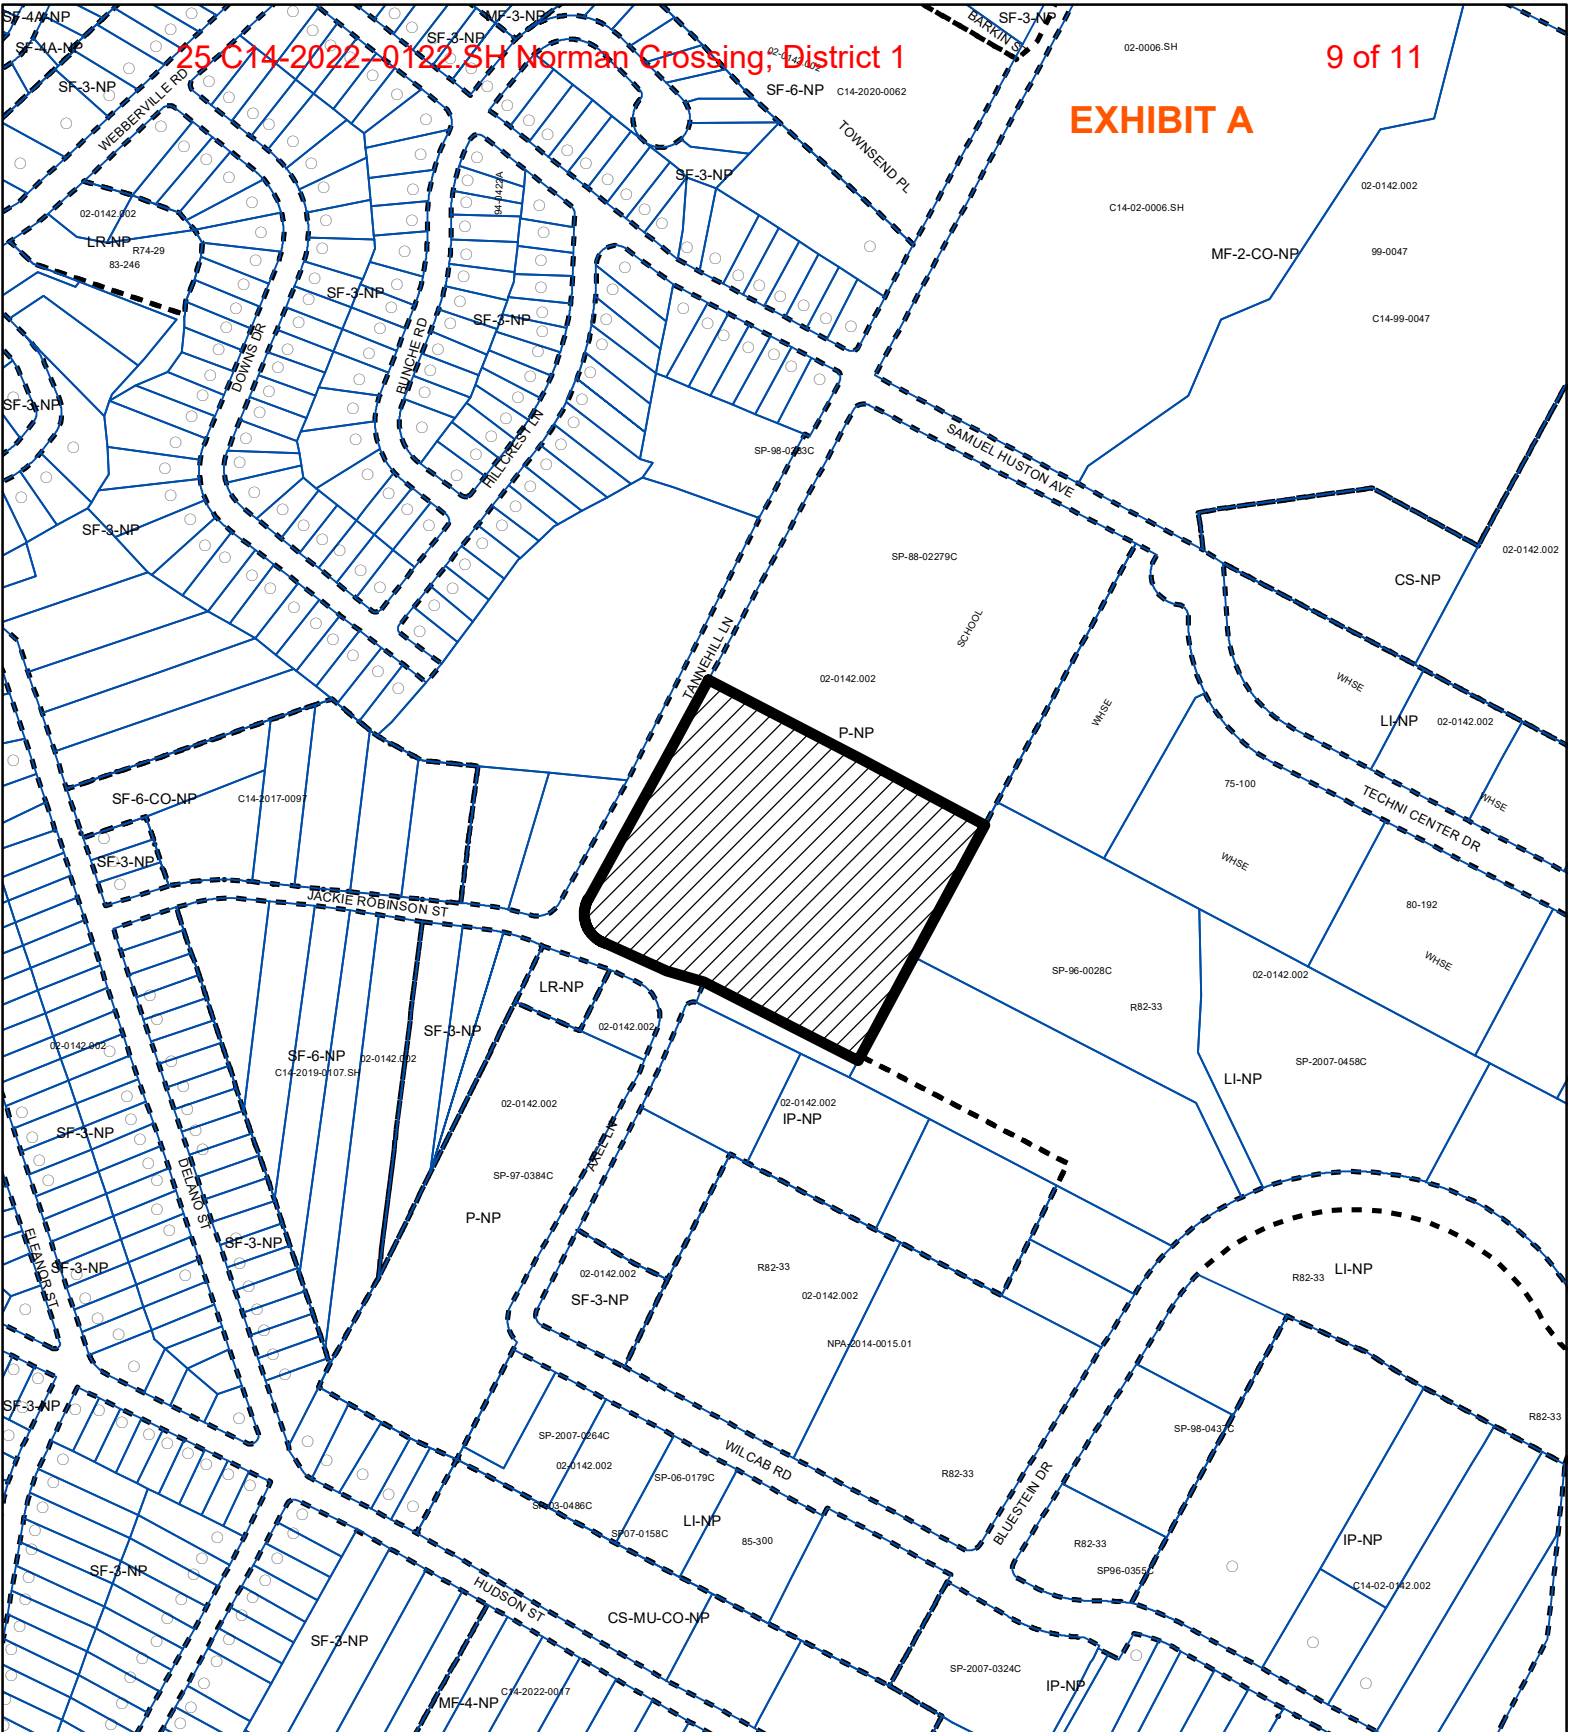 SF-4A-NP
MF-3-NP
SF-3-NP
SF-3-NP
BARKIN ST
02-0006.SH
SF-4A-NP
25 C14-2022--0122.SH Norman Crossing; District 1
9 of 11
02-0142.002
SF-3-NP
SF-6-NP
C14-2020-0062
EXHIBIT A
WEBBERVILLE RD
TOWNSEND PL
SF-3-NP
94-0422A
02-0142.002
C14-02-0006.SH
02-0142.002
LR-NP
R74-29
83-246
MF-2-CO-NP
99-0047
SF-3-NP
SF-3-NP
C14-99-0047
DOWNS DR
BUNCHE RD
SF-3-NP
HILLCREST LN
SP-98-0283C
SAMUEL HUSTON AVE
SF-3-NP
SP-88-02279C
02-0142.002
CS-NP
SCHOOL
TANNEHILL LN
02-0142.002
WHSE
WHSE
LI-NP
02-0142.002
P-NP
75-100
SF-6-CO-NP
C14-2017-0097
TECHNI CENTER DR
WHSE
SF-3-NP
WHSE
JACKIE ROBINSON ST
80-192
WHSE
SP-96-0028C
02-0142.002
LR-NP
R82-33
02-0142.002
SF-3-NP
02-0142.002
SF-6-NP
02-0142.002
C14-2019-0107.SH
SP-2007-0458C
LI-NP
02-0142.002
02-0142.002
IP-NP
SF-3-NP
AXEL LN
SP-97-0384C
DELANO ST
P-NP
ELEANOR ST
SF-3-NP
SF-3-NP
02-0142.002
R82-33
R82-33
LI-NP
SF-3-NP
02-0142.002
NPA-2014-0015.01
SF-3-NP
R82-33
SP-98-0437C
SP-2007-0264C
WILCAB RD
02-0142.002
SP-06-0179C
R82-33
SP-03-0486C
LI-NP
SP07-0158C
85-300
BLUESTEIN DR
R82-33
IP-NP
SF-3-NP
SP96-0355C
C14-02-0142.002
HUDSON ST
CS-MU-CO-NP
SF-3-NP
SP-2007-0324C
IP-NP
C14-2022-0017
MF-4-NP